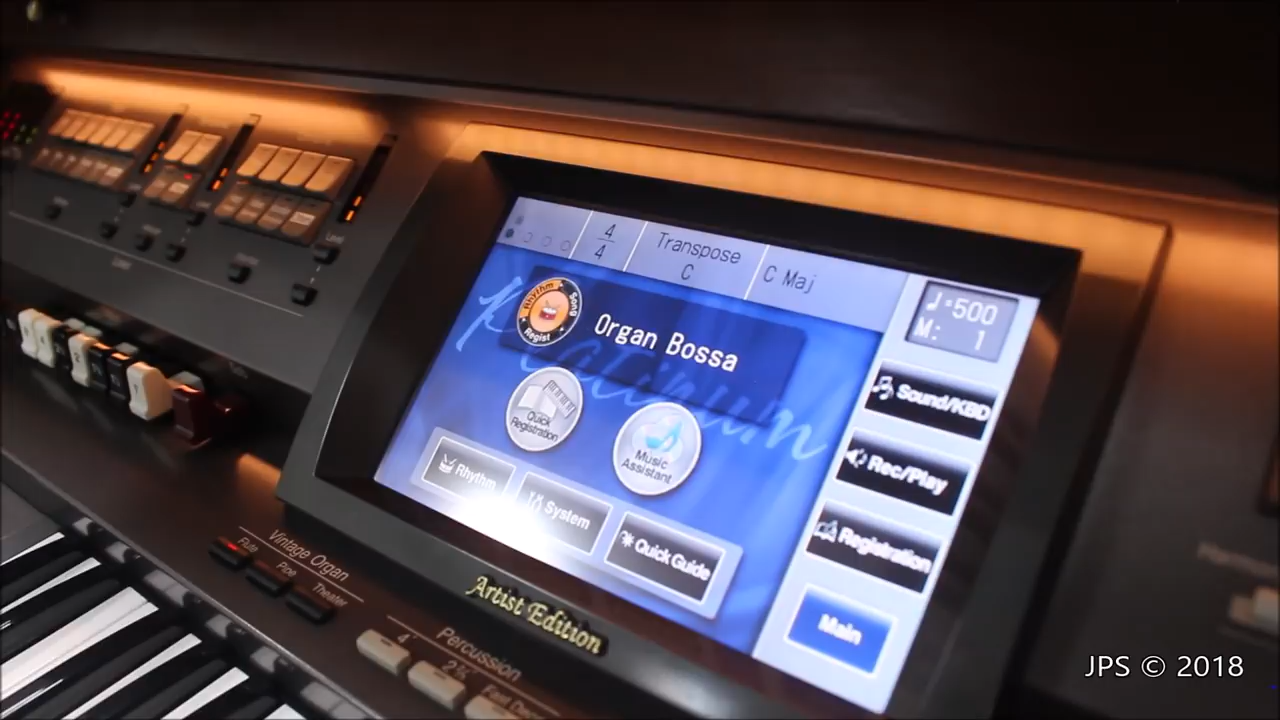 4
4
Transpose
C
C Maj
♩=500
M: 1
Rhythm
Song
Regist
Organ Bossa
Platinum
Quick
Registration
Music
Assistant
Sound/KBD
Rec/Play
Registration
Main
Rhythm
System
Quick Guide
Artist Edition
Vintage Organ
Flute
Pipe
Theater
Percussion
4'
2⅔'
Level
JPS © 2018